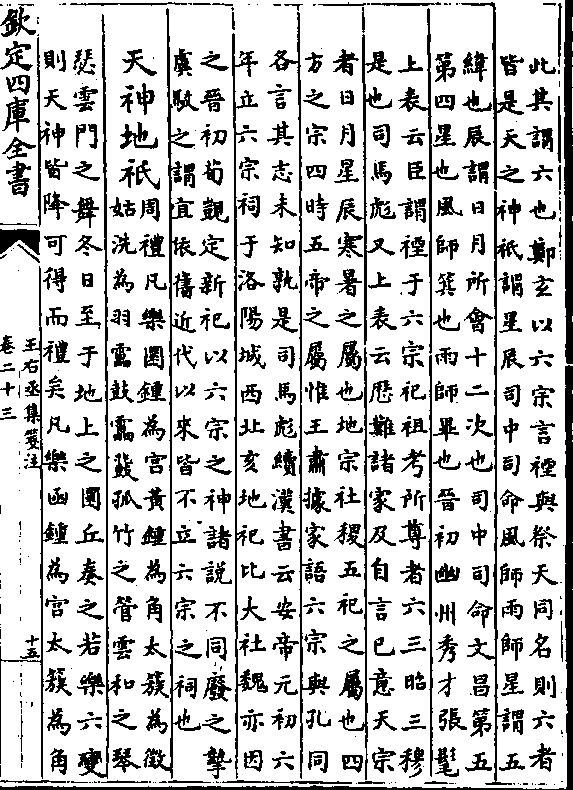 此其謂六也鄭玄以六宗言禋與祭天同名則六者
皆是天之神祇謂星辰司中司命風師雨師星謂五
緯也辰謂日月所會十二次也司中司命文昌第五
第四星也風師箕也雨師畢也晉初幽州秀才張髦
上表云臣謂禋于六宗祀祖考所尊者六三昭三穆
是也司馬彪又上表云歷難諸家及自言已意天宗
者日月星辰寒暑之屬也地宗社稷五祀之屬也四
方之宗四時五帝之屬惟王肅據家語六宗與孔同
各言其志未知孰是司馬彪續漢書云安帝元初六
年立六宗祠于洛陽城西北亥地祀比大社魏亦因
之晉初荀顗定新祀以六宗之神諸說不同廢之摯
虞駁之謂宜依舊近代以來皆不立六宗之祠也
天神地祇周禮凡樂圜鍾為宮黃鍾為角太簇為徵
姑洗為羽靁鼓靁鼗孤竹之管雲和之琴
瑟雲門之舞冬日至于地上之圜丘奏之若樂六變
則天神皆降可得而禮矣凡樂函鍾為宮太簇為角
欽定四庫全書
王右丞集箋注
卷二十三
十五